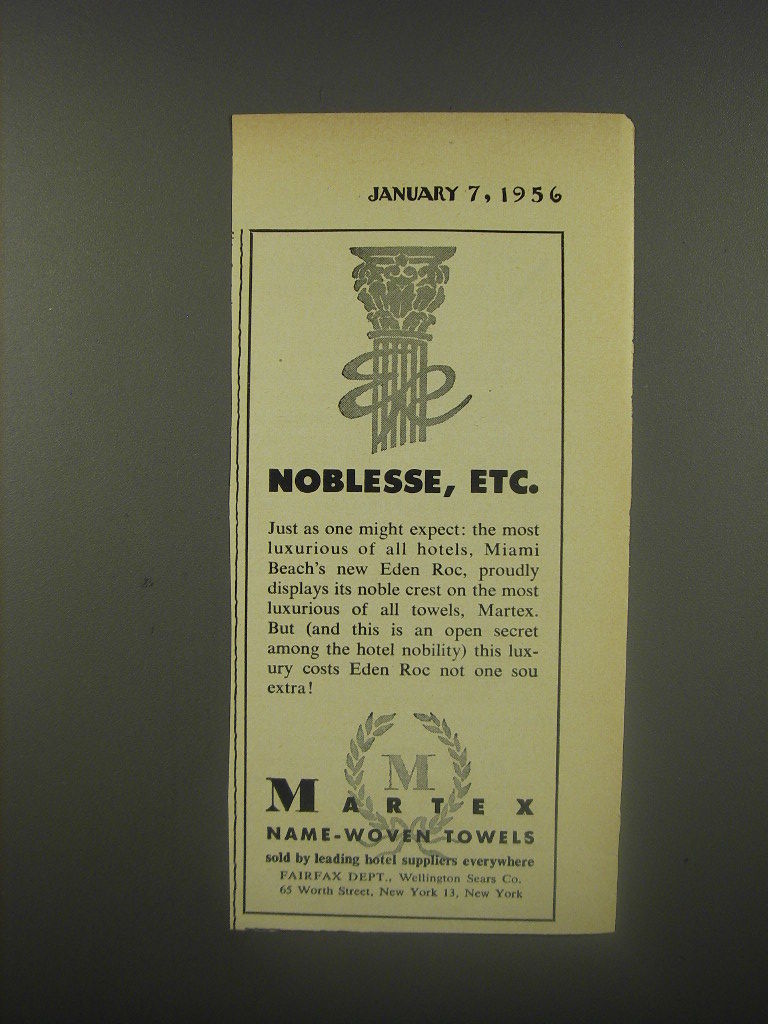 JANUARY 7, 1956
NOBLESSE, ETC.
Just as one might expect: the most
luxurious of all hotels, Miami
Beach's new Eden Roc, proudly
displays its noble crest on the most
luxurious of all towels, Martex.
But (and this is an open secret
among the hotel nobility) this lux-
ury costs Eden Roc not one sou
extra!
M
MARTEX
NAME-WOVEN TOWELS
sold by leading hotel suppliers everywhere
FAIRFAX DEPT., Wellington Sears Co.
65 Worth Street, New York 13, New York